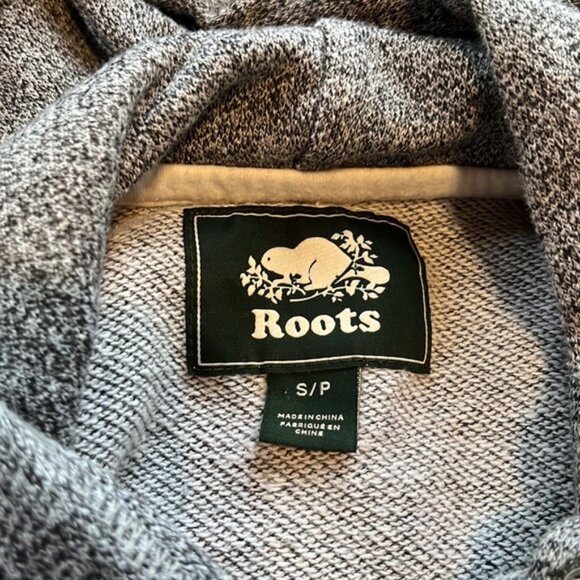 Roots
S/P
MADE IN CHINA
FABRIQUÉ EN
CHINE